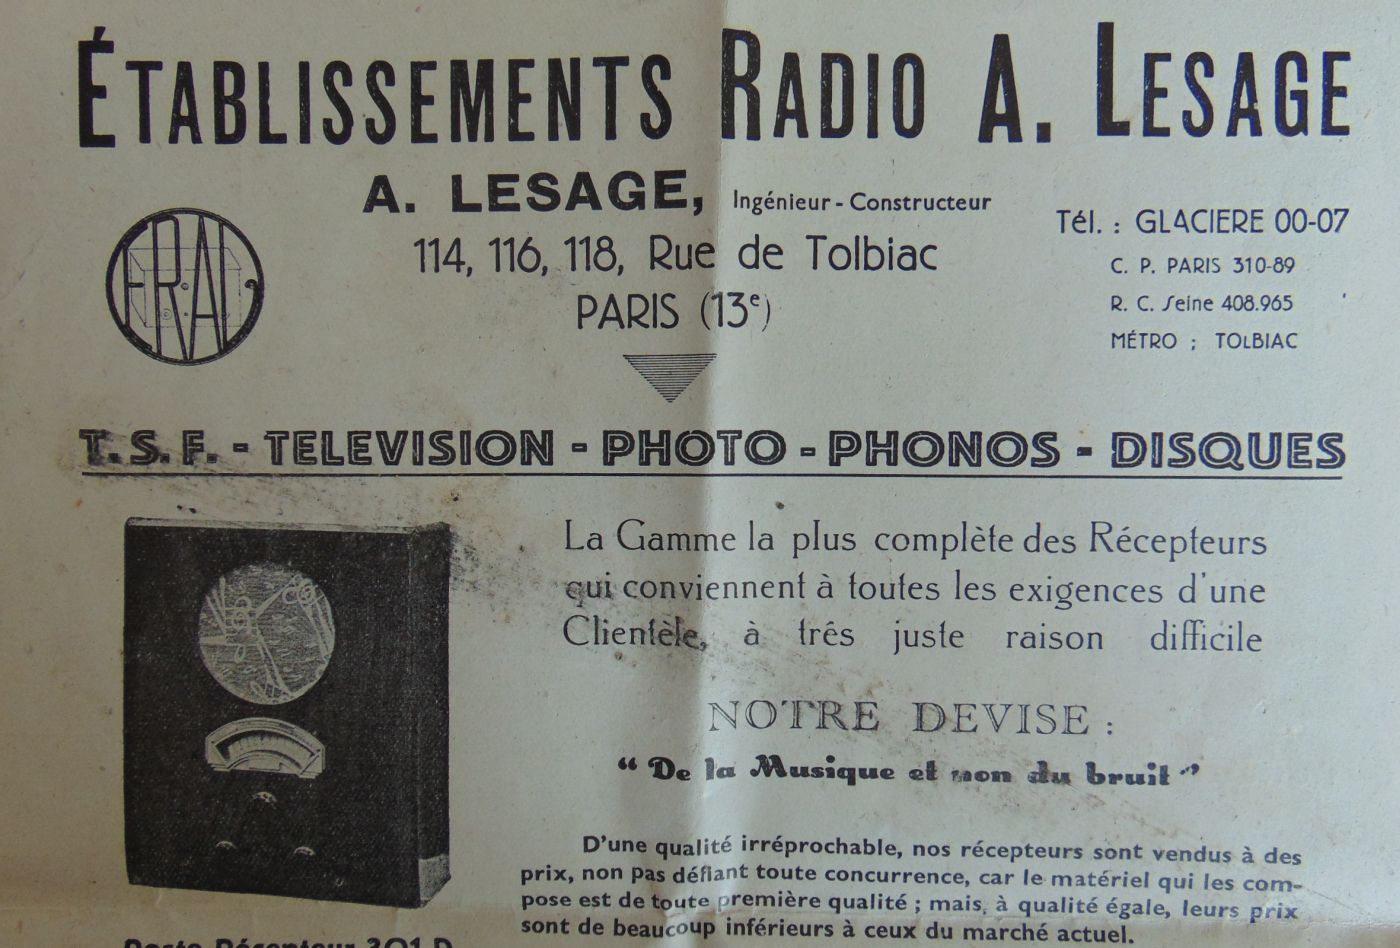 ÉTABLISSEMENTS RADIO A. LESAGE
A. LESAGE, Ingénieur - Constructeur
114, 116, 118, Rue de Tolbiac
PARIS (13e)
Tél. : GLACIERE 00-07
C. P. PARIS 310-89
R. C. Seine 408.965
MÉTRO ; TOLBIAC
ERAL
T.S.F. - TELEVISION - PHOTO - PHONOS - DISQUES
La Gamme la plus complète des Récepteurs
qui conviennent à toutes les exigences d'une
Clientèle, à três juste raison difficile
NOTRE DEVISE :
“ De la Musique et non du bruit ”
D'une qualité irréprochable, nos récepteurs sont vendus à des
prix, non pas défiant toute concurrence, car le matériel qui les com-
pose est de toute première qualité ; mais, à qualité égale, leurs prix
sont de beaucoup inférieurs à ceux du marché actuel.
Poste Récepteur 301 D